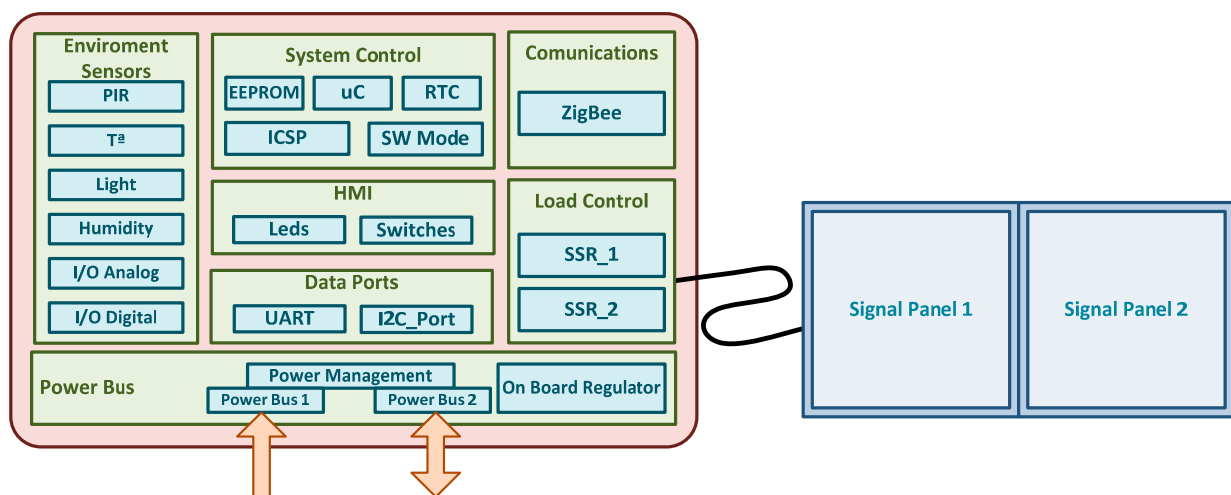 Enviroment
Sensors
PIR
Tª
Light
Humidity
I/O Analog
I/O Digital
System Control
EEPROM
uC
RTC
ICSP
SW Mode
HMI
Leds
Switches
Data Ports
UART
I2C_Port
Comunications
ZigBee
Load Control
SSR_1
SSR_2
Power Bus
Power Management
Power Bus 1
Power Bus 2
On Board Regulator
Signal Panel 1
Signal Panel 2